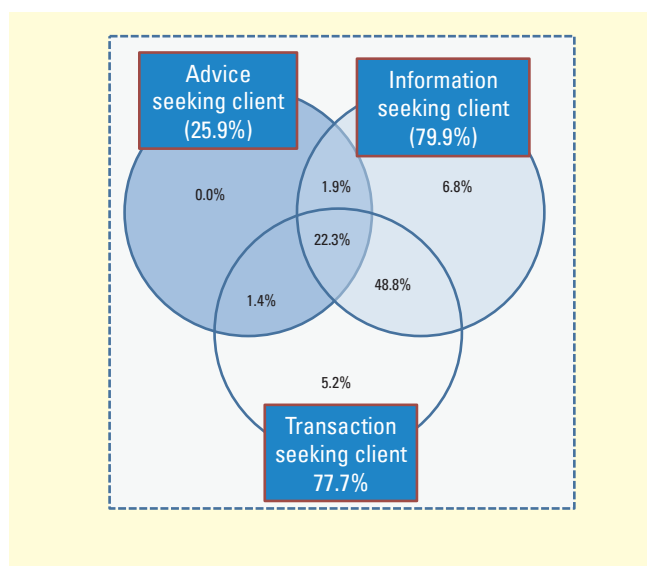 Advice
seeking client
(25.9%)
Information
seeking client
(79.9%)
0.0%
1.9%
6.8%
22.3%
1.4%
48.8%
5.2%
Transaction
seeking client
77.7%